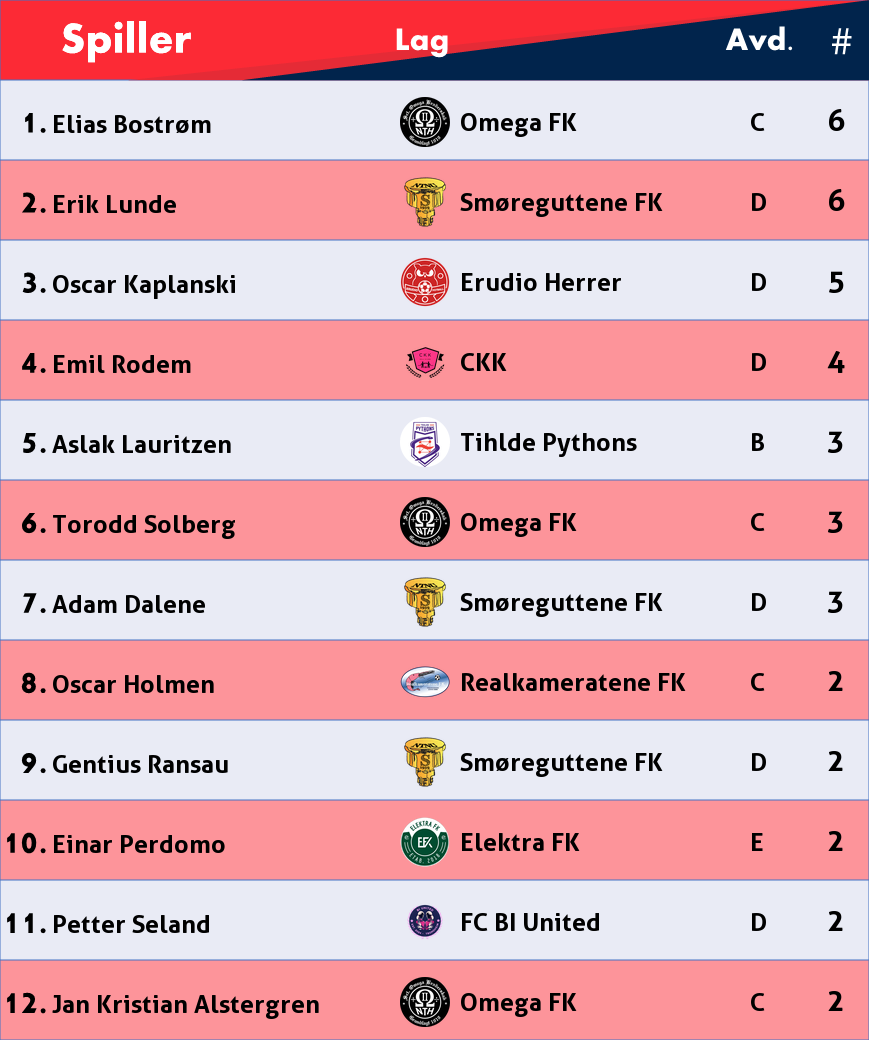 Spiller Lag Avd. #
1. Elias Bostrøm Omega FK C 6
2. Erik Lunde Smøreguttene FK D 6
3. Oscar Kaplanski Erudio Herrer D 5
4. Emil Rodem CKK D 4
5. Aslak Lauritzen Tihlde Pythons B 3
6. Torodd Solberg Omega FK C 3
7. Adam Dalene Smøreguttene FK D 3
8. Oscar Holmen Realkameratene FK C 2
9. Gentius Ransau Smøreguttene FK D 2
10. Einar Perdomo Elektra FK E 2
11. Petter Seland FC BI United D 2
12. Jan Kristian Alstergren Omega FK C 2